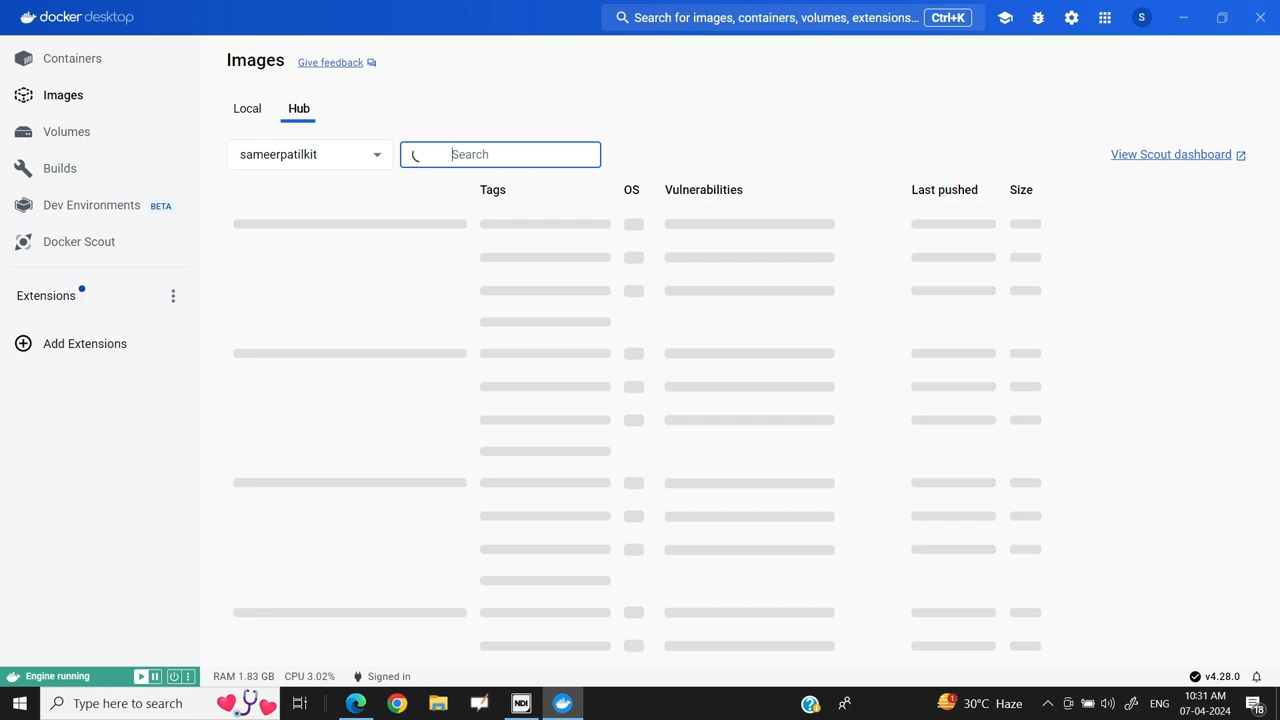 docker desktop
Search for images, containers, volumes, extensions... Ctrl+K
S
Containers
Images
Volumes
Builds
Dev Environments BETA
Docker Scout
Extensions
Add Extensions
Images Give feedback
Local Hub
sameerpatilkit
Search
View Scout dashboard
Tags OS Vulnerabilities Last pushed Size
Engine running
RAM 1.83 GB CPU 3.02% Signed in
v4.28.0
Type here to search
NDI
1
30°C Haze
ENG
10:31 AM
07-04-2024
18